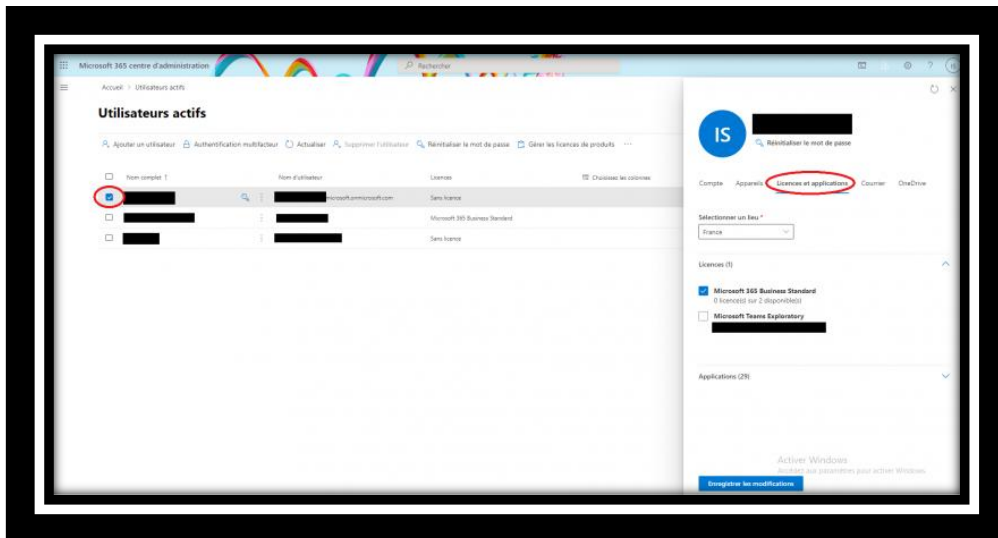 Microsoft 365 centre d'administration
Rechercher
?
Accueil > Utilisateurs actifs
Utilisateurs actifs
Ajouter un utilisateur Authentification multifacteur Actualiser Supprimer l'utilisateur Réinitialiser le mot de passe Gérer les licences de produits ...
Nom complet ↑ Nom d'utilisateur Licences Choisissez les colonnes
microsoft.onmicrosoft.com Sans licence
Microsoft 365 Business Standard
Sans licence
IS
Réinitialiser le mot de passe
Compte Appareils Licences et applications Courrier OneDrive
Sélectionner un lieu *
France
Licences (1)
Microsoft 365 Business Standard
0 licence(s) sur 2 disponible(s)
Microsoft Teams Exploratory
Applications (29)
Activer Windows
Accédez aux paramètres pour activer Windows.
Enregistrer les modifications